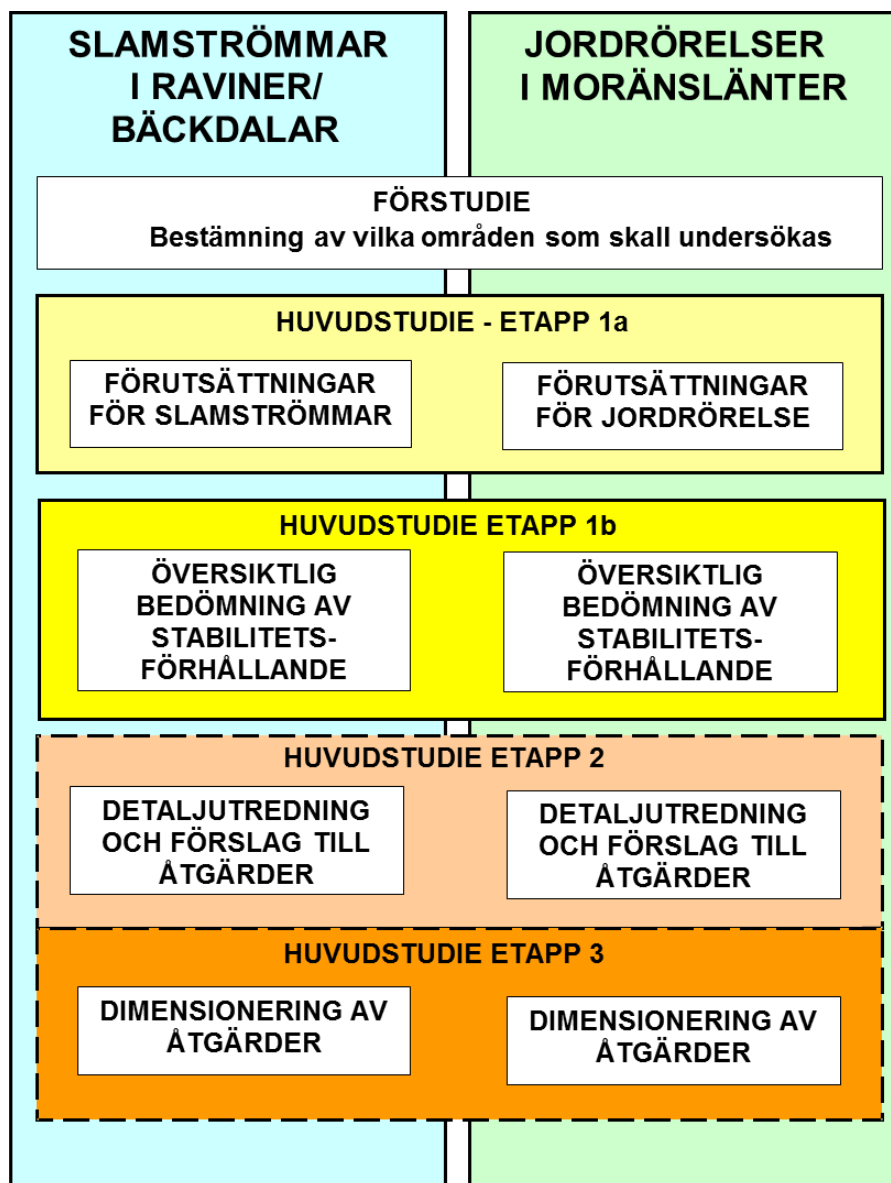 SLAMSTRÖMMAR
I RAVINER/
BÄCKDALAR
JORDRÖRELSER
I MORÄNSLÄNTER
FÖRSTUDIE
Bestämning av vilka områden som skall undersökas
HUVUDSTUDIE - ETAPP 1a
FÖRUTSÄTTNINGAR
FÖR SLAMSTRÖMMAR
FÖRUTSÄTTNINGAR
FÖR JORDRÖRELSE
HUVUDSTUDIE ETAPP 1b
ÖVERSIKTLIG
BEDÖMNING AV
STABILITETS-
FÖRHÅLLANDE
ÖVERSIKTLIG
BEDÖMNING AV
STABILITETS-
FÖRHÅLLANDE
HUVUDSTUDIE ETAPP 2
DETALJUTREDNING
OCH FÖRSLAG TILL
ÅTGÄRDER
DETALJUTREDNING
OCH FÖRSLAG TILL
ÅTGÄRDER
HUVUDSTUDIE ETAPP 3
DIMENSIONERING AV
ÅTGÄRDER
DIMENSIONERING AV
ÅTGÄRDER